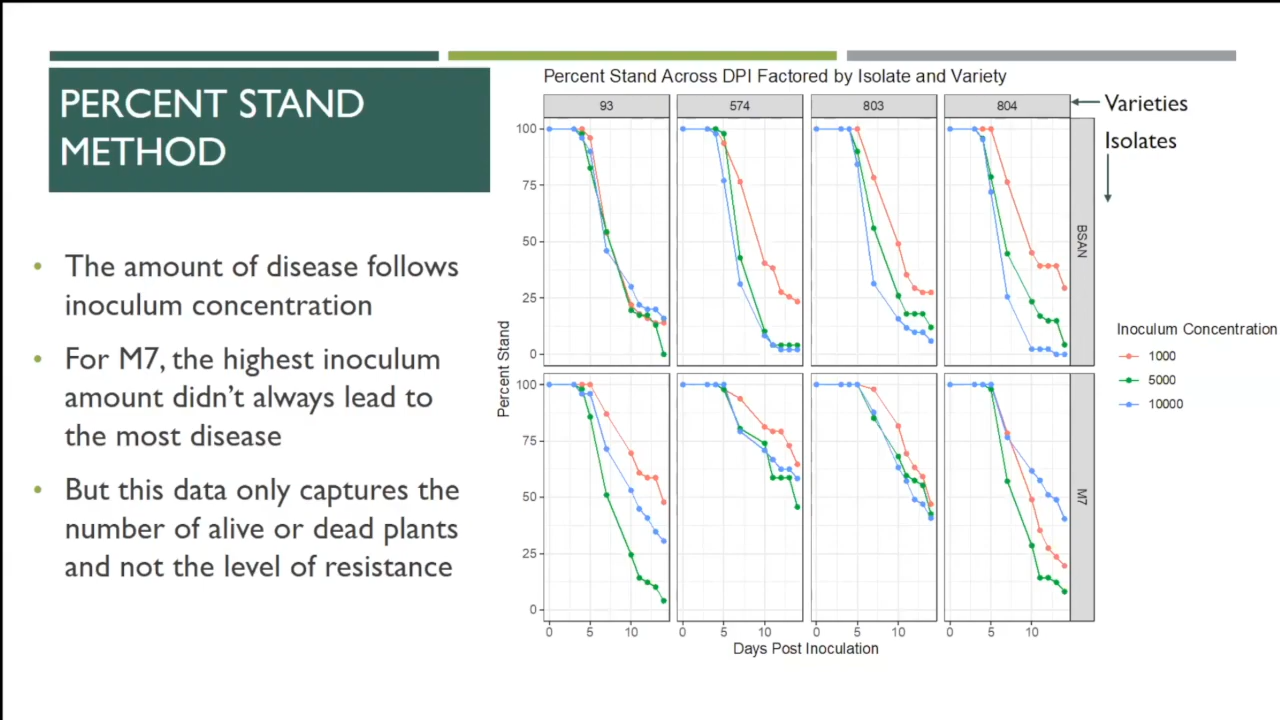 PERCENT STAND
METHOD
• The amount of disease follows
inoculum concentration
• For M7, the highest inoculum
amount didn't always lead to
the most disease
• But this data only captures the
number of alive or dead plants
and not the level of resistance
Percent Stand Across DPI Factored by Isolate and Variety
93 574 803 804
Varieties
Isolates
100
75
50
25
0
BSAN
Percent Stand
100
75
50
25
0
M7
0 5 10 0 5 10 0 5 10 0 5 10
Days Post Inoculation
Inoculum Concentration
1000
5000
10000